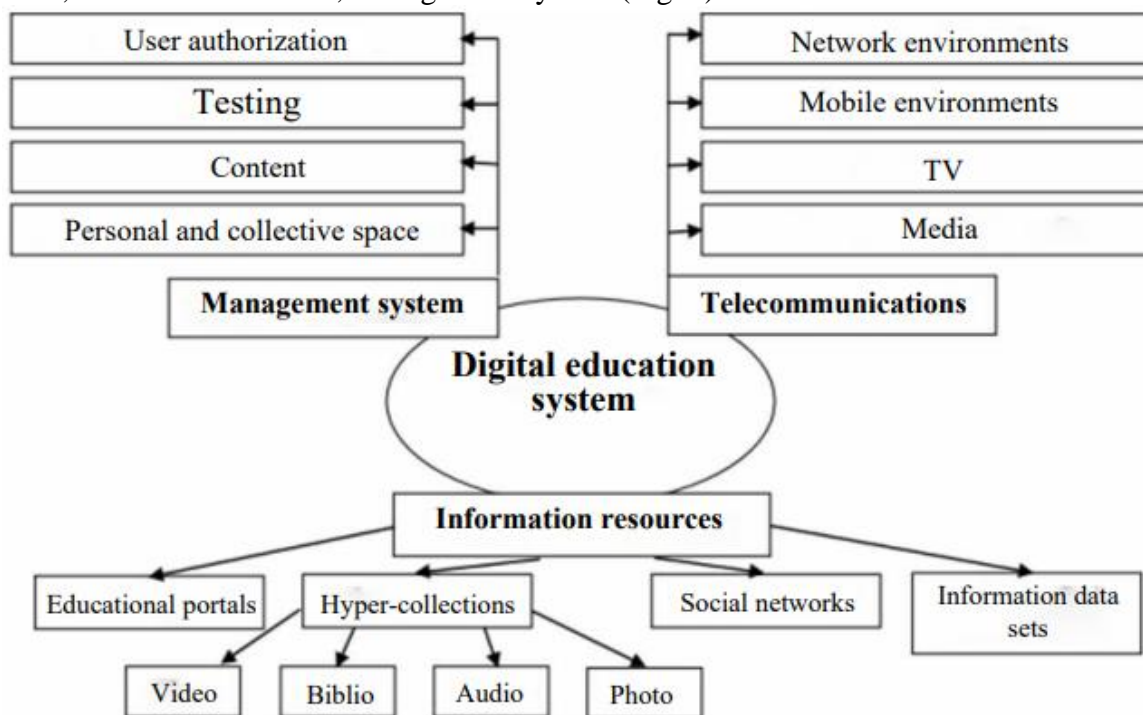 User authorization
Network environments
Testing
Mobile environments
Content
TV
Personal and collective space
Media
Management system
Telecommunications
Digital education
system
Information resources
Educational portals
Hyper-collections
Social networks
Information data
sets
Video
Biblio
Audio
Photo